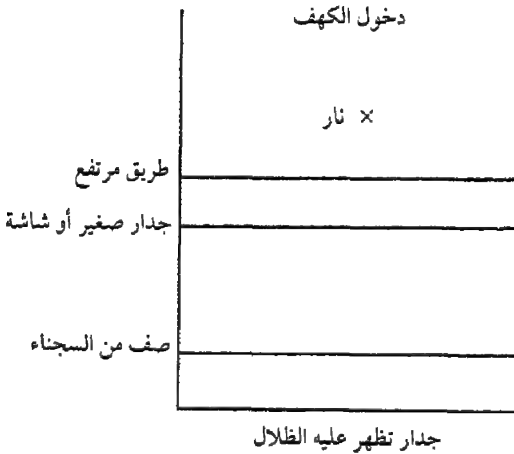 دخول الكهف
× نار
طريق مرتفع
جدار صغير أو شاشة
صف من السجناء
جدار تظهر عليه الظلال